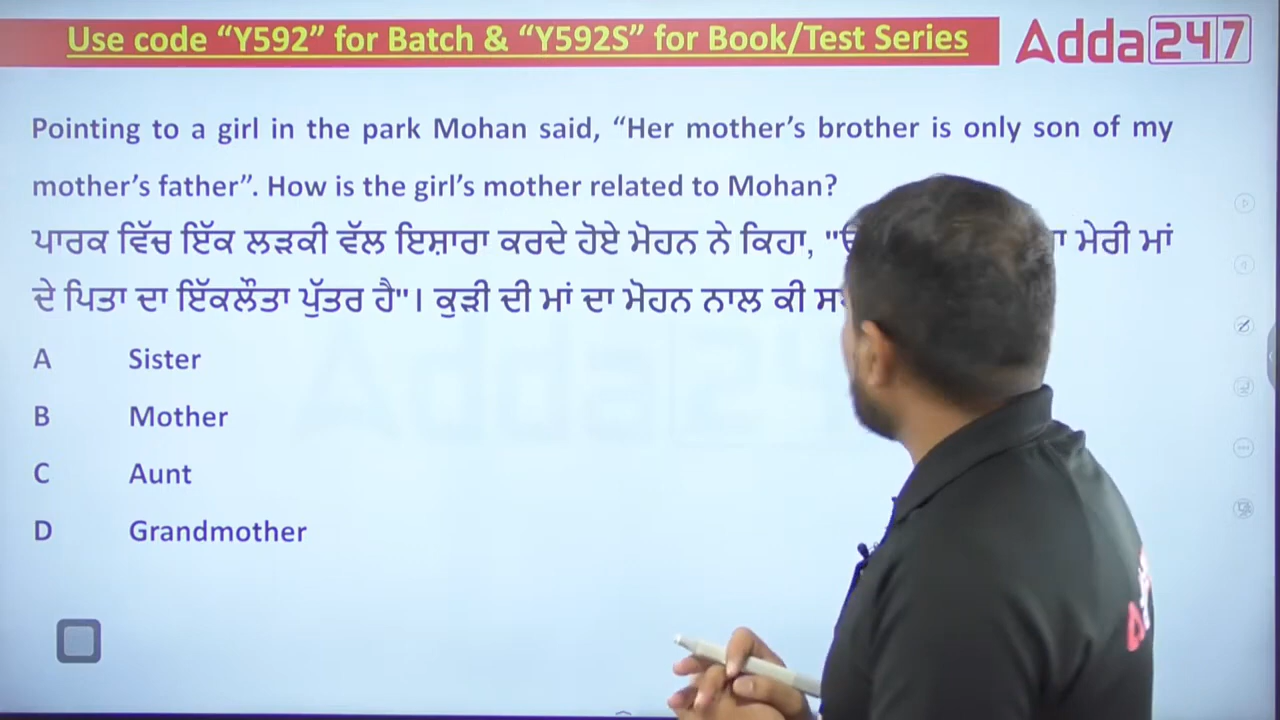 Use code “Y592” for Batch & “Y592S” for Book/Test Series
Adda247
Pointing to a girl in the park Mohan said, “Her mother’s brother is only son of my
mother’s father”. How is the girl’s mother related to Mohan?
ਪਾਰਕ ਵਿੱਚ ਇੱਕ ਲੜਕੀ ਵੱਲ ਇਸ਼ਾਰਾ ਕਰਦੇ ਹੋਏ ਮੋਹਨ ਨੇ ਕਿਹਾ, ਮੇਰੀ ਮਾਂ
ਦੇ ਪਿਤਾ ਦਾ ਇੱਕਲੌਤਾ ਪੁੱਤਰ ਹੈ"। ਕੁੜੀ ਦੀ ਮਾਂ ਦਾ ਮੋਹਨ ਨਾਲ ਕੀ
A Sister
B Mother
C Aunt
D Grandmother